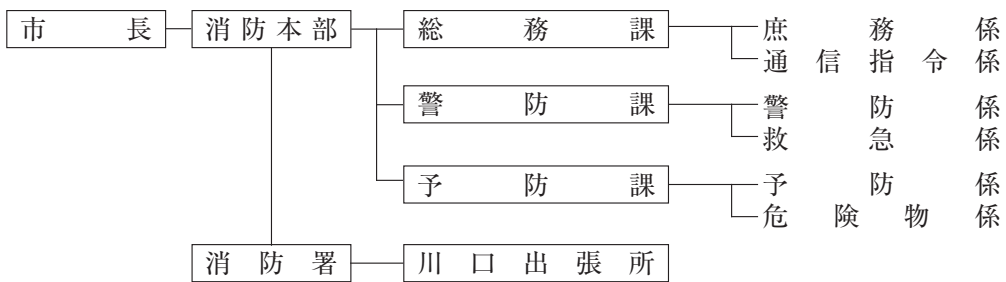 市長 消防本部 総務課 庶務係
通信指令係
警防課 警防係
救急係
予防課 予防係
危険物係
消防署 川口出張所